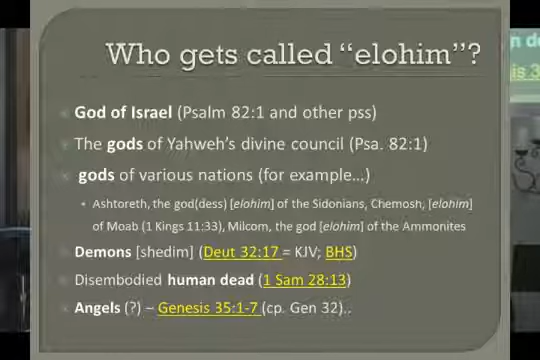 Who gets called “elohim”?
God of Israel (Psalm 82:1 and other pss)
The gods of Yahweh’s divine council (Psa. 82:1)
gods of various nations (for example…)
Ashtoreth, the god(dess) [elohim] of the Sidonians, Chemosh, [elohim]
of Moab (1 Kings 11:33), Milcom, the god [elohim] of the Ammonites
Demons [shedim] (Deut 32:17 = KJV; BHS)
Disembodied human dead (1 Sam 28:13)
Angels (?) – Genesis 35:1-7 (cp. Gen 32)..